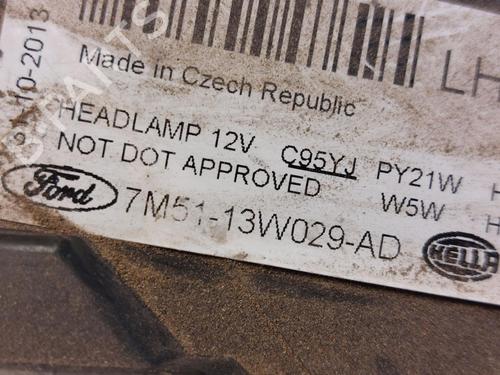 -10-2013
LH
Made in Czech Republic
HEADLAMP 12V C95YJ PY21W H
NOT DOT APPROVED W5W H
Ford 7M51-13W029-AD HELLA
B-PARTS